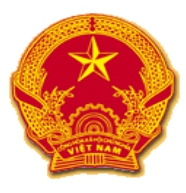 CỘNG HÒA XÃ HỘI CHỦ NGHĨA
VIỆT NAM